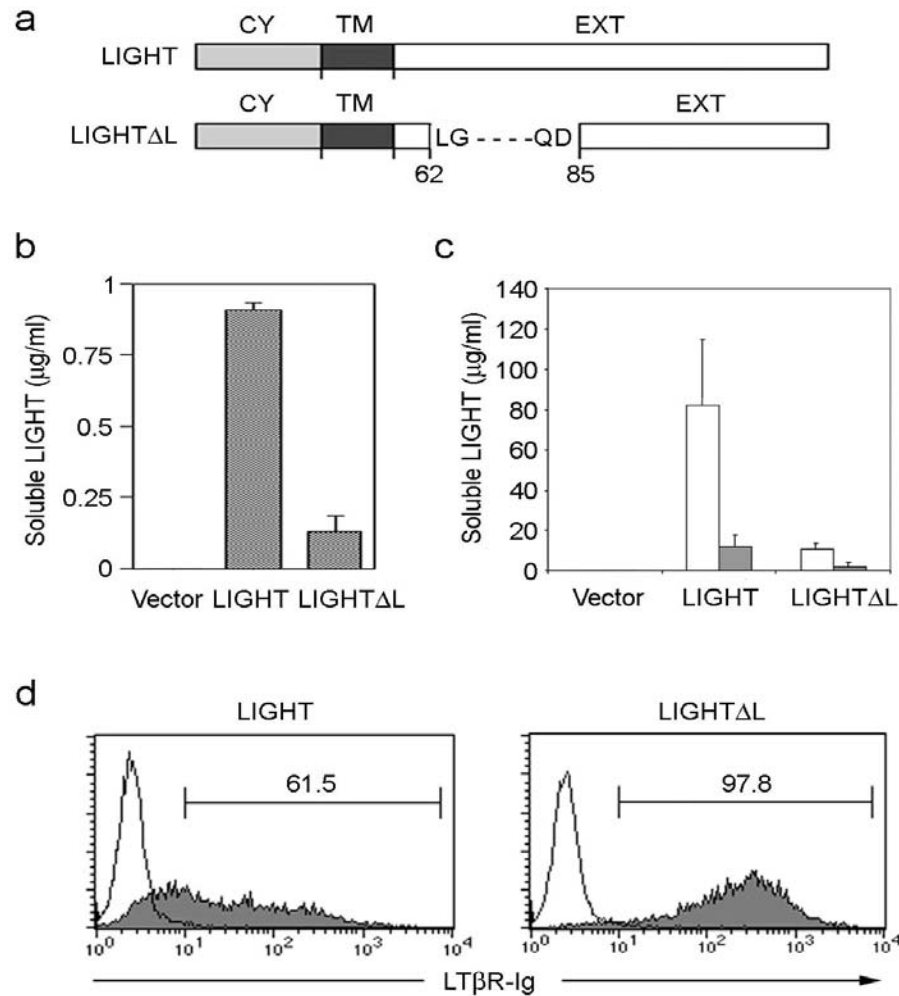 a
CY TM EXT
LIGHT
CY TM EXT
LIGHTΔL LG - - - - QD
62 85
b
1
0.75
0.5
0.25
0
Soluble LIGHT (μg/ml)
Vector LIGHT LIGHTΔL
c
140
120
100
80
60
40
20
0
Soluble LIGHT (μg/ml)
Vector LIGHT LIGHTΔL
d
LIGHT LIGHTΔL
61.5 97.8
10⁰ 10¹ 10² 10³ 10⁴ 10⁰ 10¹ 10² 10³ 10⁴
LTβR-Ig